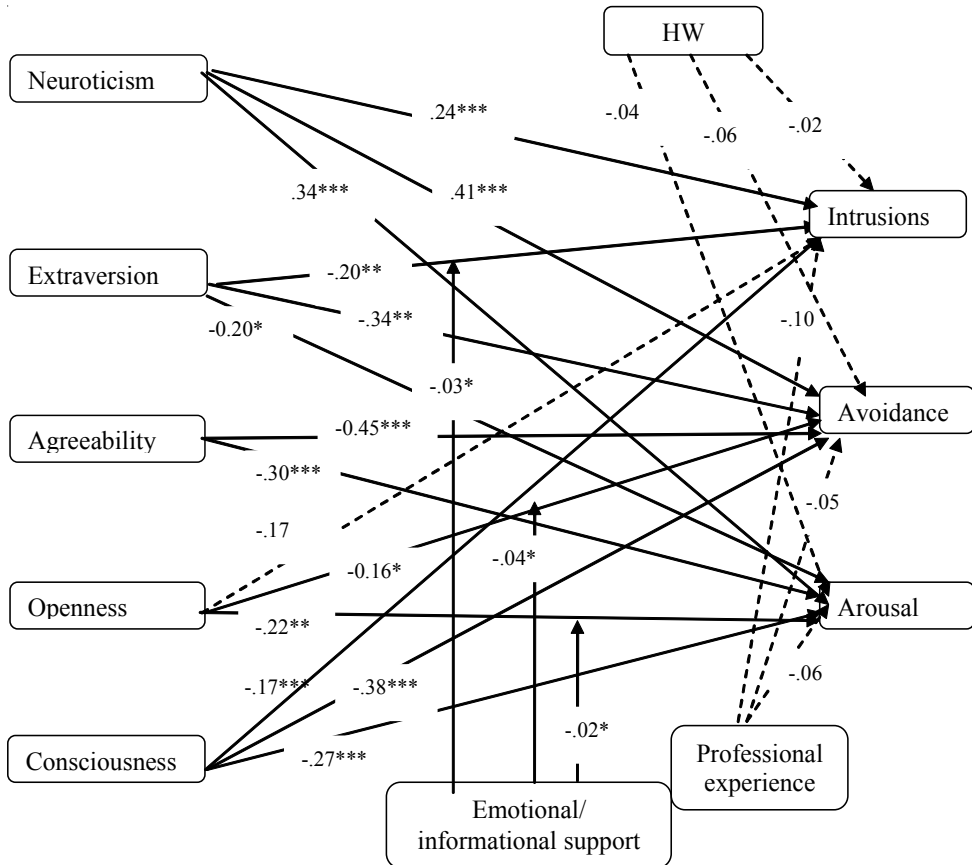 HW
Neuroticism
-.04
.24***
-.06
-.02
.34***
.41***
Intrusions
Extraversion
-.20**
-0.20*
-.34**
-.10
-.03*
Avoidance
Agreeability
-0.45***
-.30***
-.05
-.17
-.04*
-0.16*
Openness
Arousal
-.22**
-.17***
-.38***
-.06
-.02*
Consciousness
-.27***
Professional
experience
Emotional/
informational support